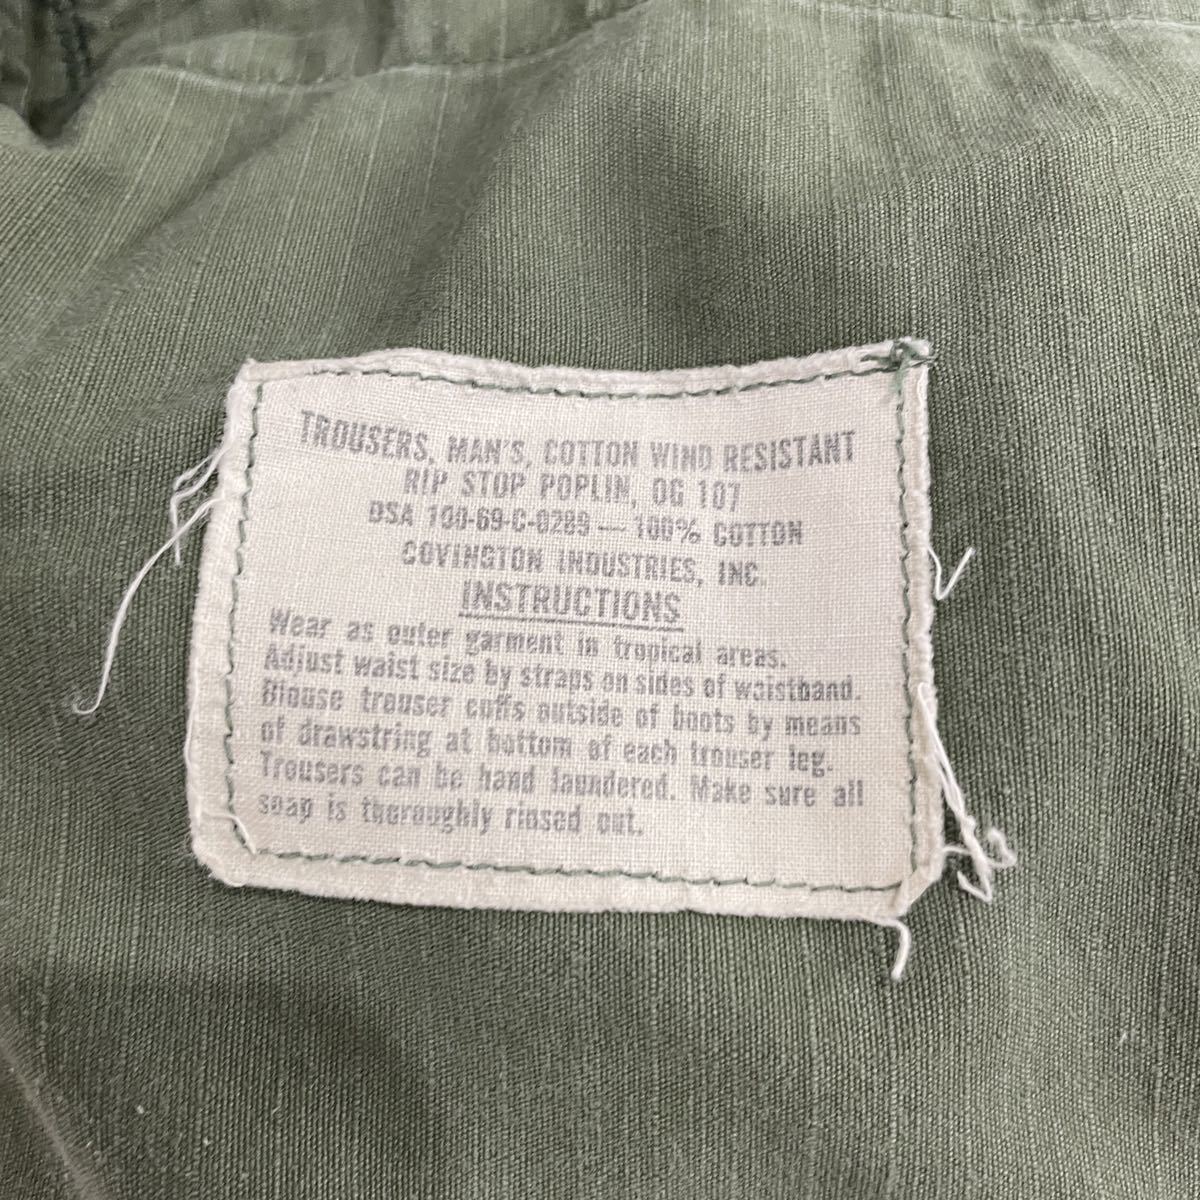 TROUSERS, MAN'S, COTTON WIND RESISTANT
RIP STOP POPLIN, OG 107
DSA 100-69-C-0289 — 100% COTTON
COVINGTON INDUSTRIES, INC.
INSTRUCTIONS
Wear as outer garment in tropical areas.
Adjust waist size by straps on sides of waistband.
Blouse trouser cuffs outside of boots by means
of drawstring at bottom of each trouser leg.
Trousers can be hand laundered. Make sure all
soap is thoroughly rinsed out.